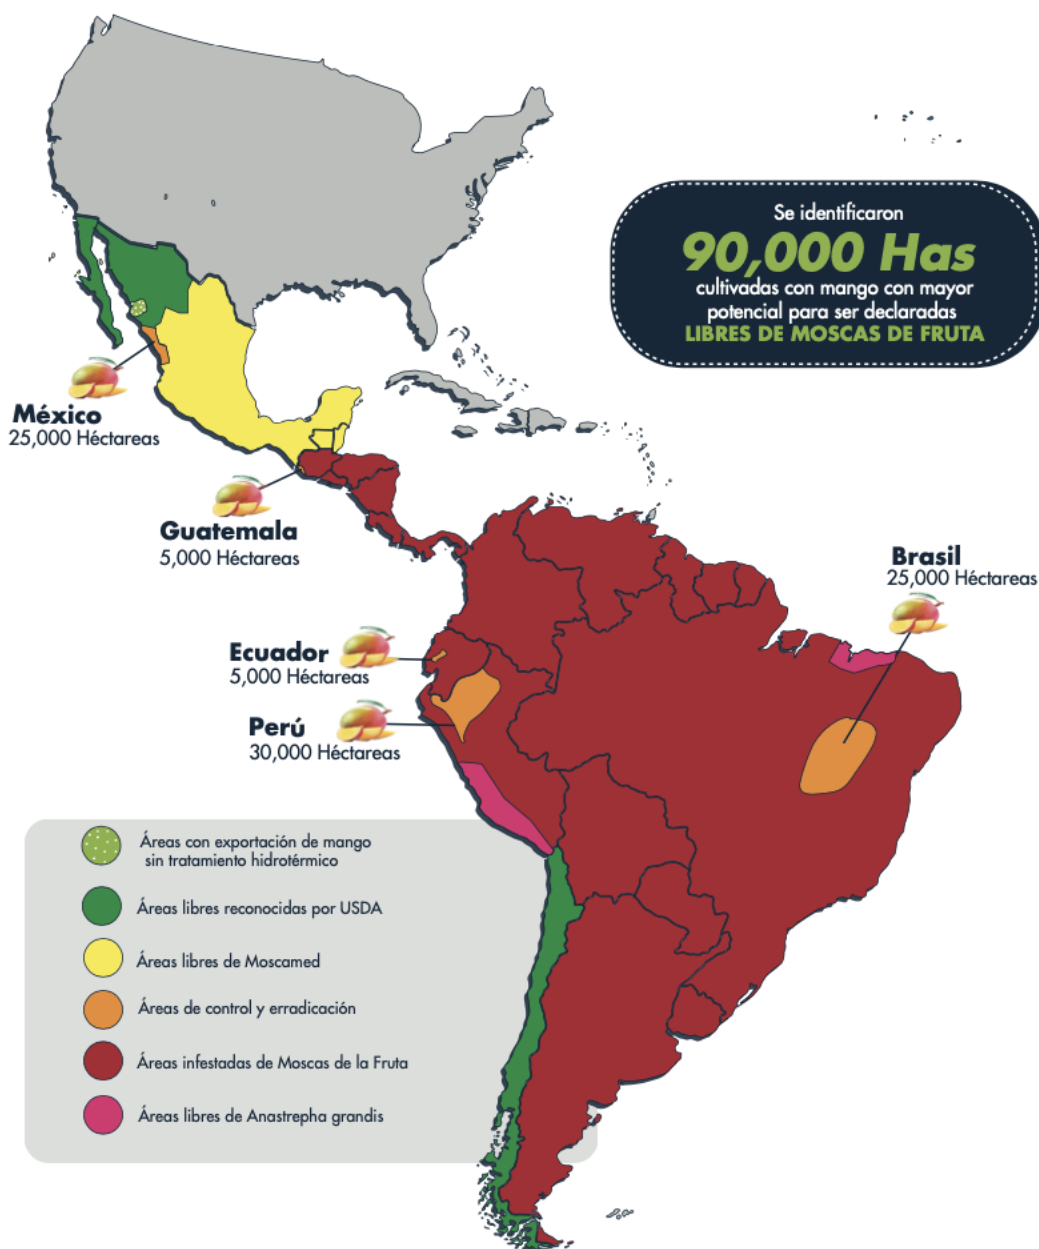 Se identificaron
90,000 Has
cultivadas con mango con mayor
potencial para ser declaradas
LIBRES DE MOSCAS DE FRUTA
México
25,000 Héctareas
Guatemala
5,000 Héctareas
Brasil
25,000 Héctareas
Ecuador
5,000 Héctareas
Perú
30,000 Héctareas
Áreas con exportación de mango
sin tratamiento hidrotérmico
Áreas libres reconocidas por USDA
Áreas libres de Moscamed
Áreas de control y erradicación
Áreas infestadas de Moscas de la Fruta
Áreas libres de Anastrepha grandis